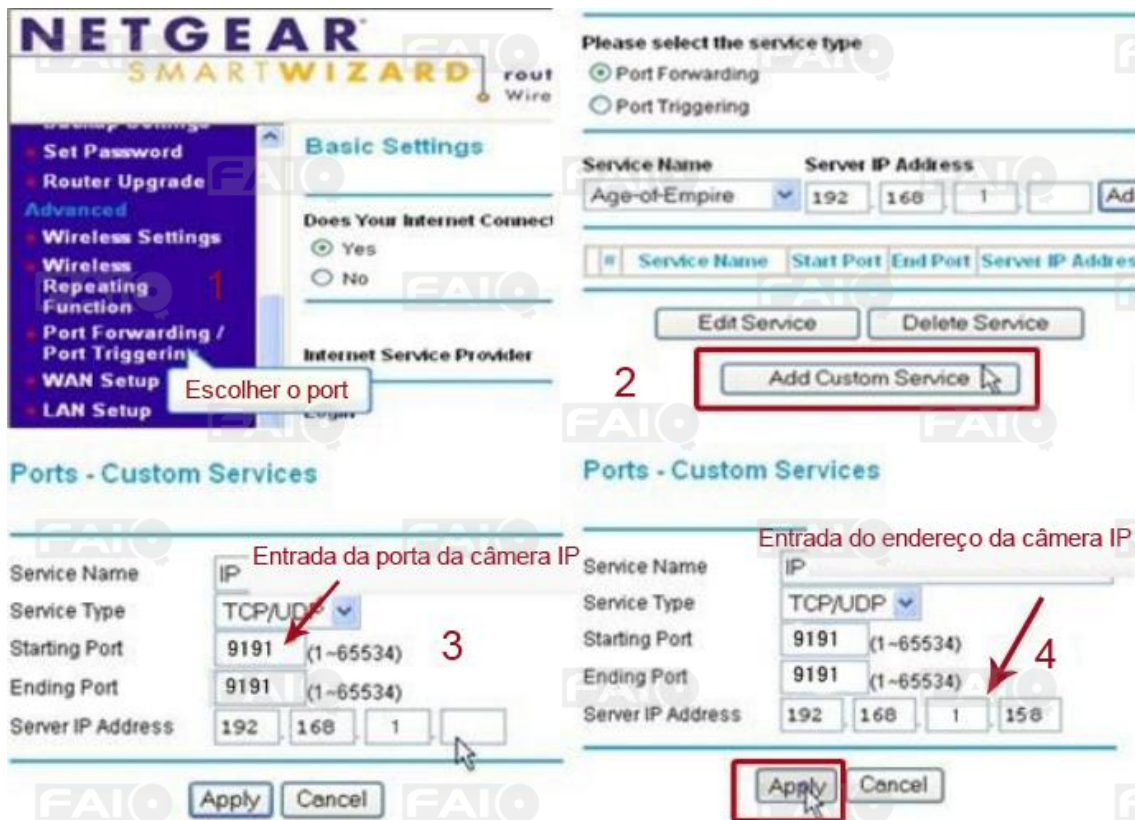 NETGEAR
SMARTWIZARD
rout
Wire
Backup Settings
Set Password
Router Upgrade
Advanced
Wireless Settings
Wireless
Repeating
Function
Port Forwarding /
Port Triggering
WAN Setup
LAN Setup
1
Escolher o port
Basic Settings
Does Your Internet Connect
Yes
No
Internet Service Provider
Login
Please select the service type
Port Forwarding
Port Triggering
Service Name Server IP Address
Age-of-Empire 192 . 168 . 1 . Ad
# Service Name Start Port End Port Server IP Addres
Edit Service Delete Service
2 Add Custom Service
Ports - Custom Services
Entrada da porta da câmera IP
Service Name IP
Service Type TCP/UDP
Starting Port 9191 (1~65534) 3
Ending Port 9191 (1~65534)
Server IP Address 192 . 168 . 1 .
Apply Cancel
Ports - Custom Services
Entrada do endereço da câmera IP
Service Name IP
Service Type TCP/UDP
Starting Port 9191 (1~65534) 4
Ending Port 9191 (1~65534)
Server IP Address 192 . 168 . 1 . 158
Apply Cancel
FAIO